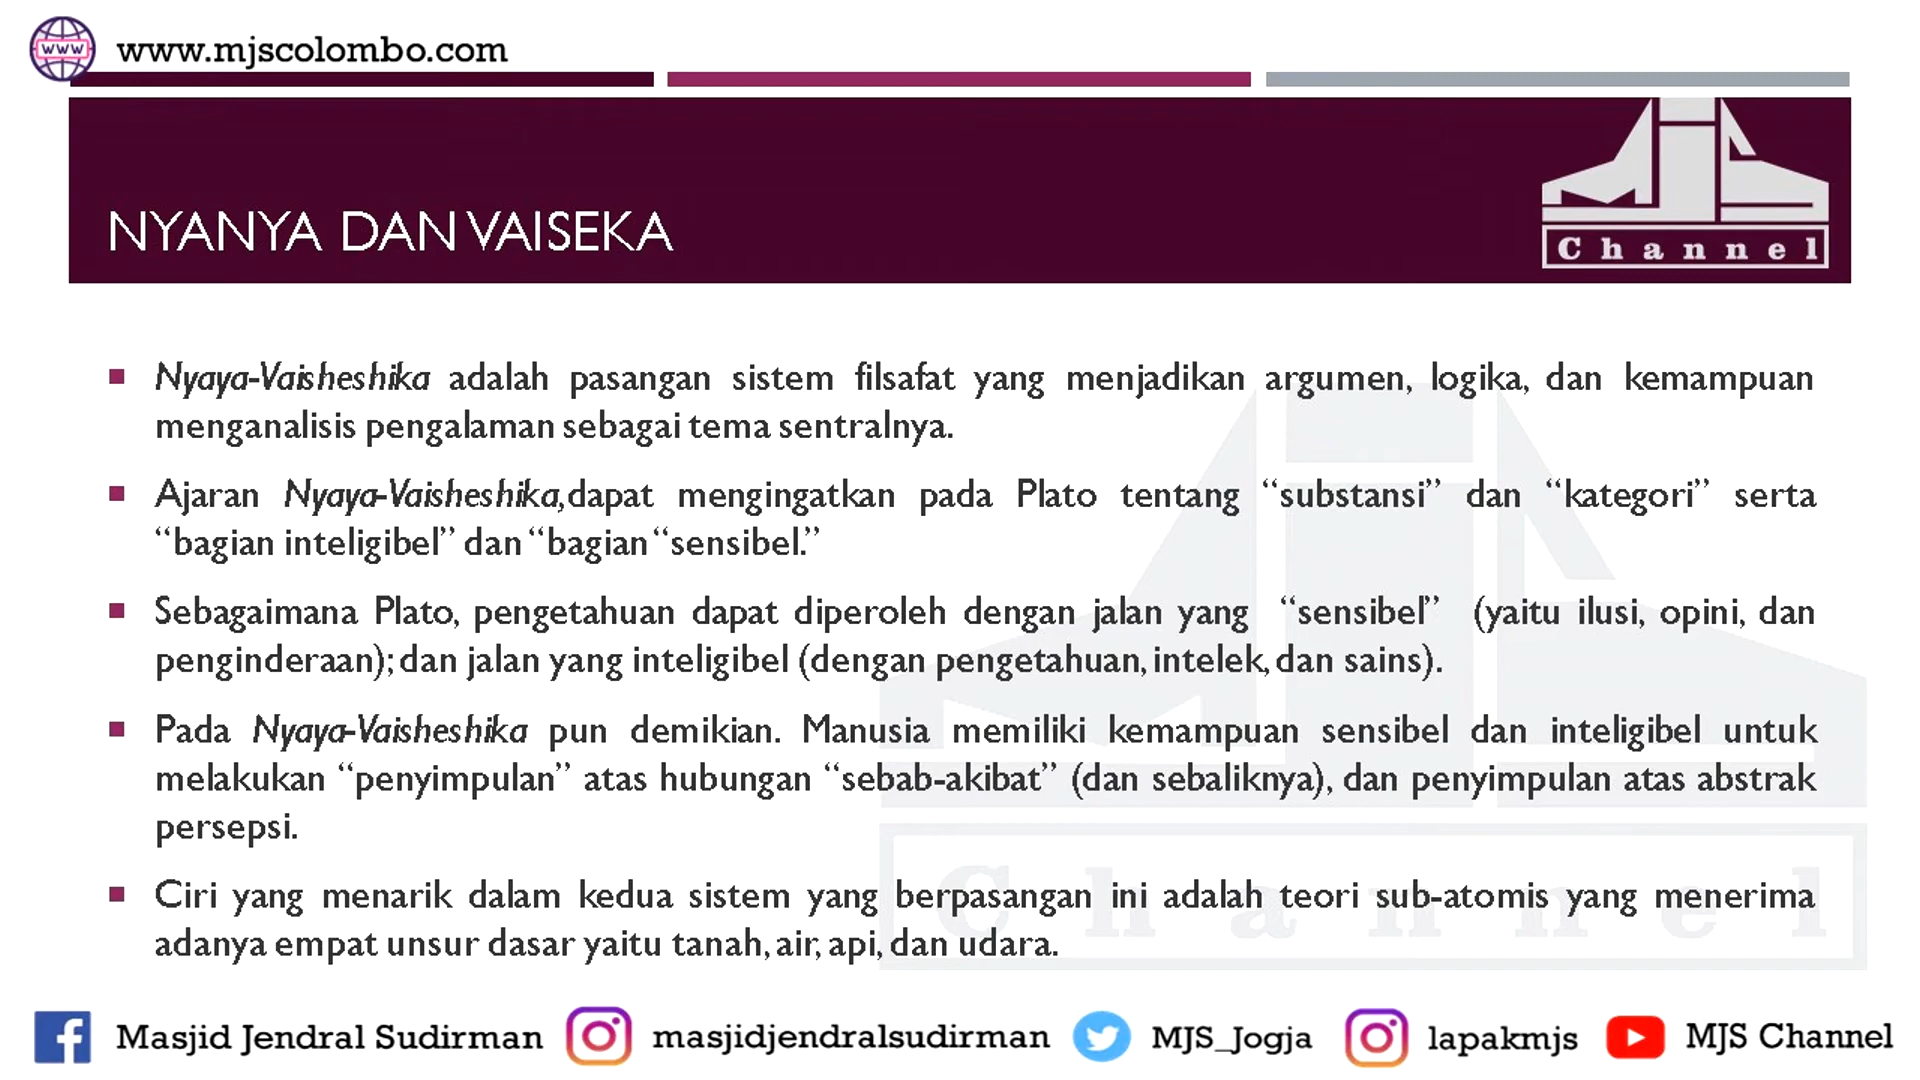 www.mjscolombo.com
MJS
Channel
NYANYA DAN VAISEKA
Nyaya-Vaisheshika adalah pasangan sistem filsafat yang menjadikan argumen, logika, dan kemampuan
menganalisis pengalaman sebagai tema sentralnya.
Ajaran Nyaya-Vaisheshika,dapat mengingatkan pada Plato tentang “substansi” dan “kategori” serta
“bagian inteligibel” dan “bagian “sensibel.”
Sebagaimana Plato, pengetahuan dapat diperoleh dengan jalan yang “sensibel” (yaitu ilusi, opini, dan
penginderaan); dan jalan yang inteligibel (dengan pengetahuan, intelek, dan sains).
Pada Nyaya-Vaisheshika pun demikian. Manusia memiliki kemampuan sensibel dan inteligibel untuk
melakukan “penyimpulan” atas hubungan “sebab-akibat” (dan sebaliknya), dan penyimpulan atas abstrak
persepsi.
Ciri yang menarik dalam kedua sistem yang berpasangan ini adalah teori sub-atomis yang menerima
adanya empat unsur dasar yaitu tanah, air, api, dan udara.
Channel
Masjid Jendral Sudirman masjidjendralsudirman MJS_Jogja lapakmjs MJS Channel